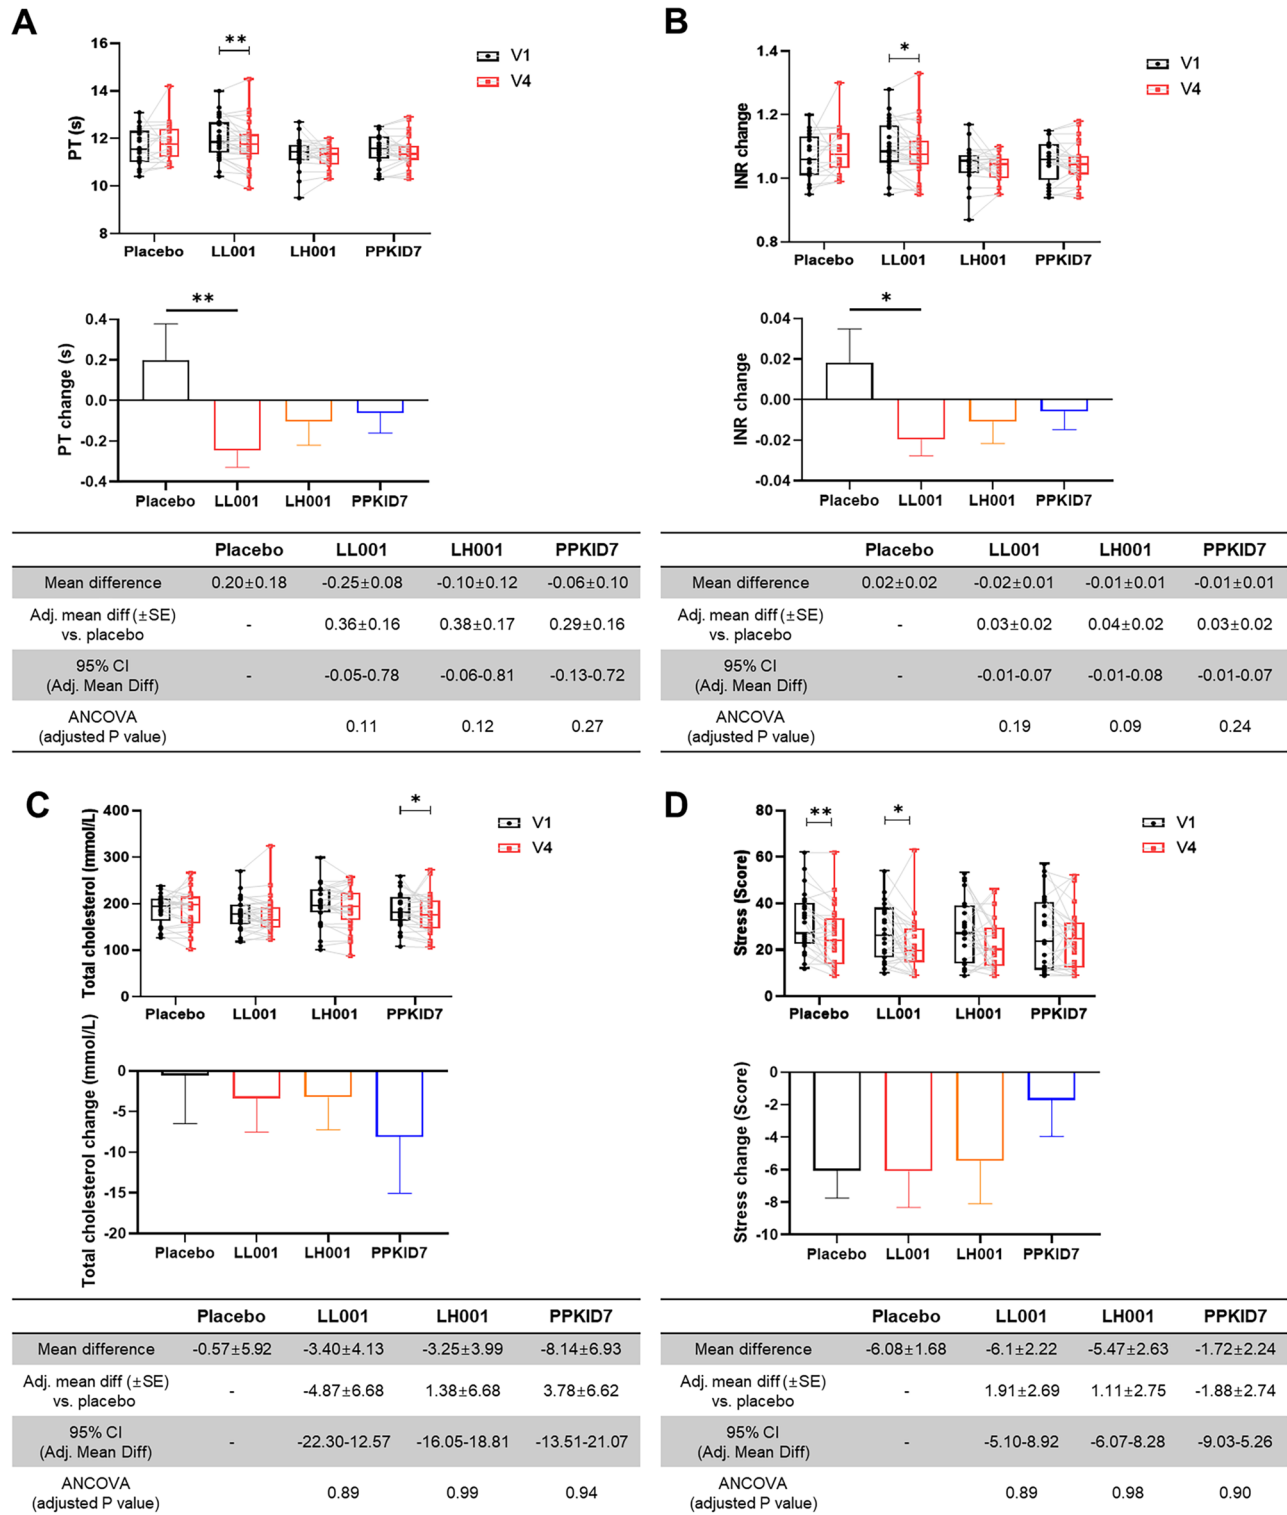 A
PT (s)
16
14
12
10
8
**
V1
V4
Placebo LL001 LH001 PPKID7
PT change (s)
0.4
0.2
0.0
-0.2
-0.4
**
Placebo LL001 LH001 PPKID7
Placebo LL001 LH001 PPKID7
Mean difference 0.20±0.18 -0.25±0.08 -0.10±0.12 -0.06±0.10
Adj. mean diff (±SE)
vs. placebo - 0.36±0.16 0.38±0.17 0.29±0.16
95% CI
(Adj. Mean Diff) - -0.05-0.78 -0.06-0.81 -0.13-0.72
ANCOVA
(adjusted P value) 0.11 0.12 0.27
B
INR change
1.4
1.2
1.0
0.8
*
V1
V4
Placebo LL001 LH001 PPKID7
INR change
0.04
0.02
0.00
-0.02
-0.04
*
Placebo LL001 LH001 PPKID7
Placebo LL001 LH001 PPKID7
Mean difference 0.02±0.02 -0.02±0.01 -0.01±0.01 -0.01±0.01
Adj. mean diff (±SE)
vs. placebo - 0.03±0.02 0.04±0.02 0.03±0.02
95% CI
(Adj. Mean Diff) - -0.01-0.07 -0.01-0.08 -0.01-0.07
ANCOVA
(adjusted P value) 0.19 0.09 0.24
C
Total cholesterol (mmol/L)
400
300
200
100
0
*
V1
V4
Placebo LL001 LH001 PPKID7
Total cholesterol change (mmol/L)
0
-5
-10
-15
-20
Placebo LL001 LH001 PPKID7
Placebo LL001 LH001 PPKID7
Mean difference -0.57±5.92 -3.40±4.13 -3.25±3.99 -8.14±6.93
Adj. mean diff (±SE)
vs. placebo - -4.87±6.68 1.38±6.68 3.78±6.62
95% CI
(Adj. Mean Diff) - -22.30-12.57 -16.05-18.81 -13.51-21.07
ANCOVA
(adjusted P value) 0.89 0.99 0.94
D
Stress (Score)
80
60
40
20
0
** *
V1
V4
Placebo LL001 LH001 PPKID7
Stress change (Score)
0
-2
-4
-6
-8
-10
Placebo LL001 LH001 PPKID7
Placebo LL001 LH001 PPKID7
Mean difference -6.08±1.68 -6.1±2.22 -5.47±2.63 -1.72±2.24
Adj. mean diff (±SE)
vs. placebo - 1.91±2.69 1.11±2.75 -1.88±2.74
95% CI
(Adj. Mean Diff) - -5.10-8.92 -6.07-8.28 -9.03-5.26
ANCOVA
(adjusted P value) 0.89 0.98 0.90